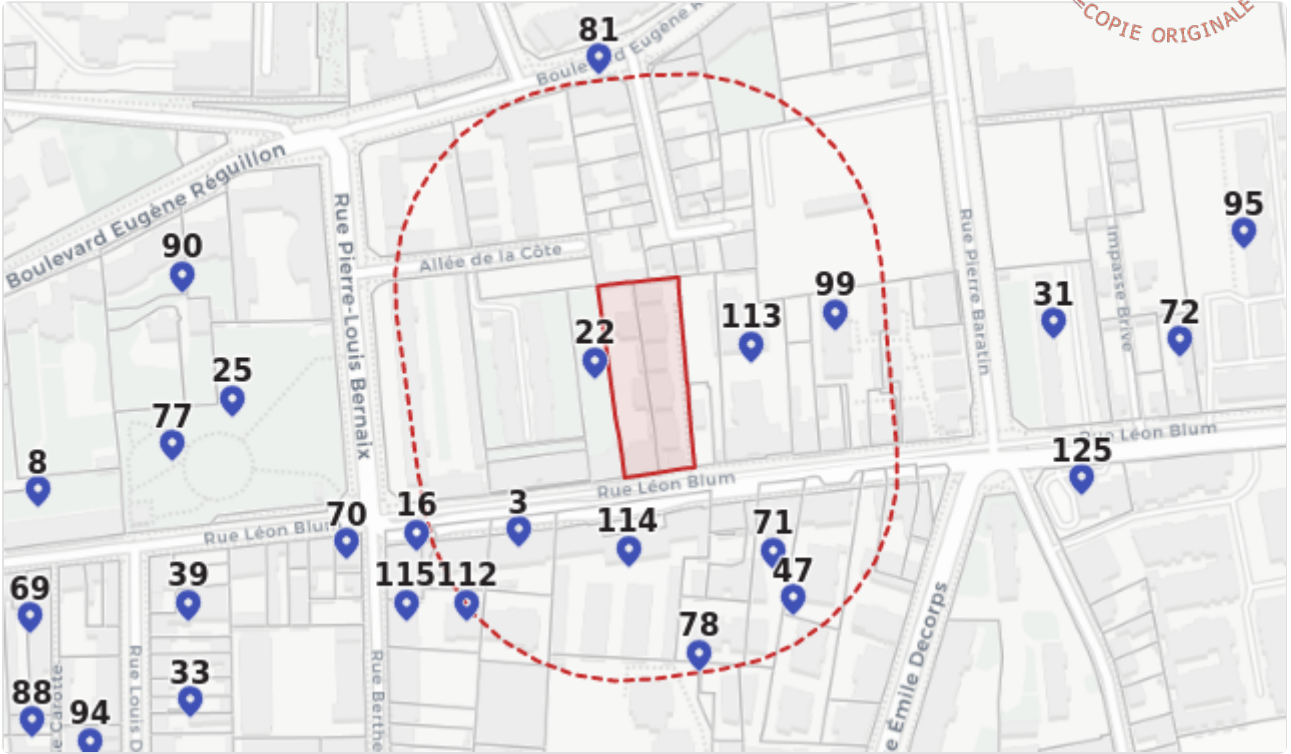 COPIE ORIGINALE
81
Boulevard Eugène R
Boulevard Eugène Réguillon
90
Allée de la Côte
Rue Pierre-Louis Bernaix
Rue Pierre Baratin
Impasse Brive
95
99
113
31
72
22
25
77
8
Rue Léon Blum
Rue Léon Blum
125
Rue Léon Blum
70
16
3
114
71
69
39
115
112
47
78
33
88
94
e Carotte
Rue Louis D
Rue Berthe
e Émile Decorps